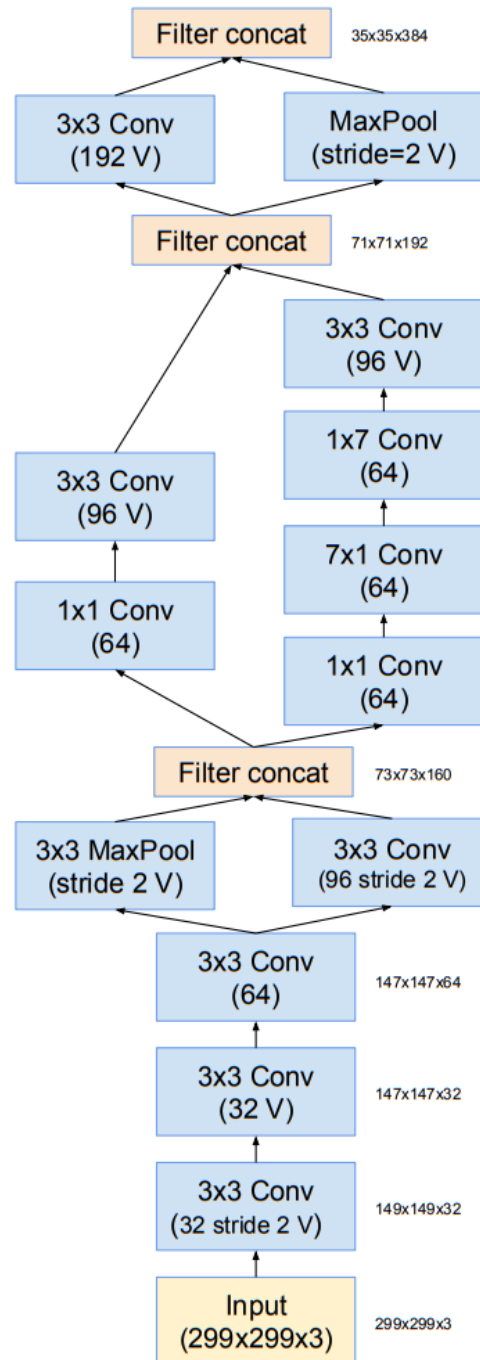 Filter concat
35x35x384
3x3 Conv
(192 V)
MaxPool
(stride=2 V)
Filter concat
71x71x192
3x3 Conv
(96 V)
1x7 Conv
(64)
3x3 Conv
(96 V)
7x1 Conv
(64)
1x1 Conv
(64)
1x1 Conv
(64)
Filter concat
73x73x160
3x3 MaxPool
(stride 2 V)
3x3 Conv
(96 stride 2 V)
3x3 Conv
(64)
147x147x64
3x3 Conv
(32 V)
147x147x32
3x3 Conv
(32 stride 2 V)
149x149x32
Input
(299x299x3)
299x299x3